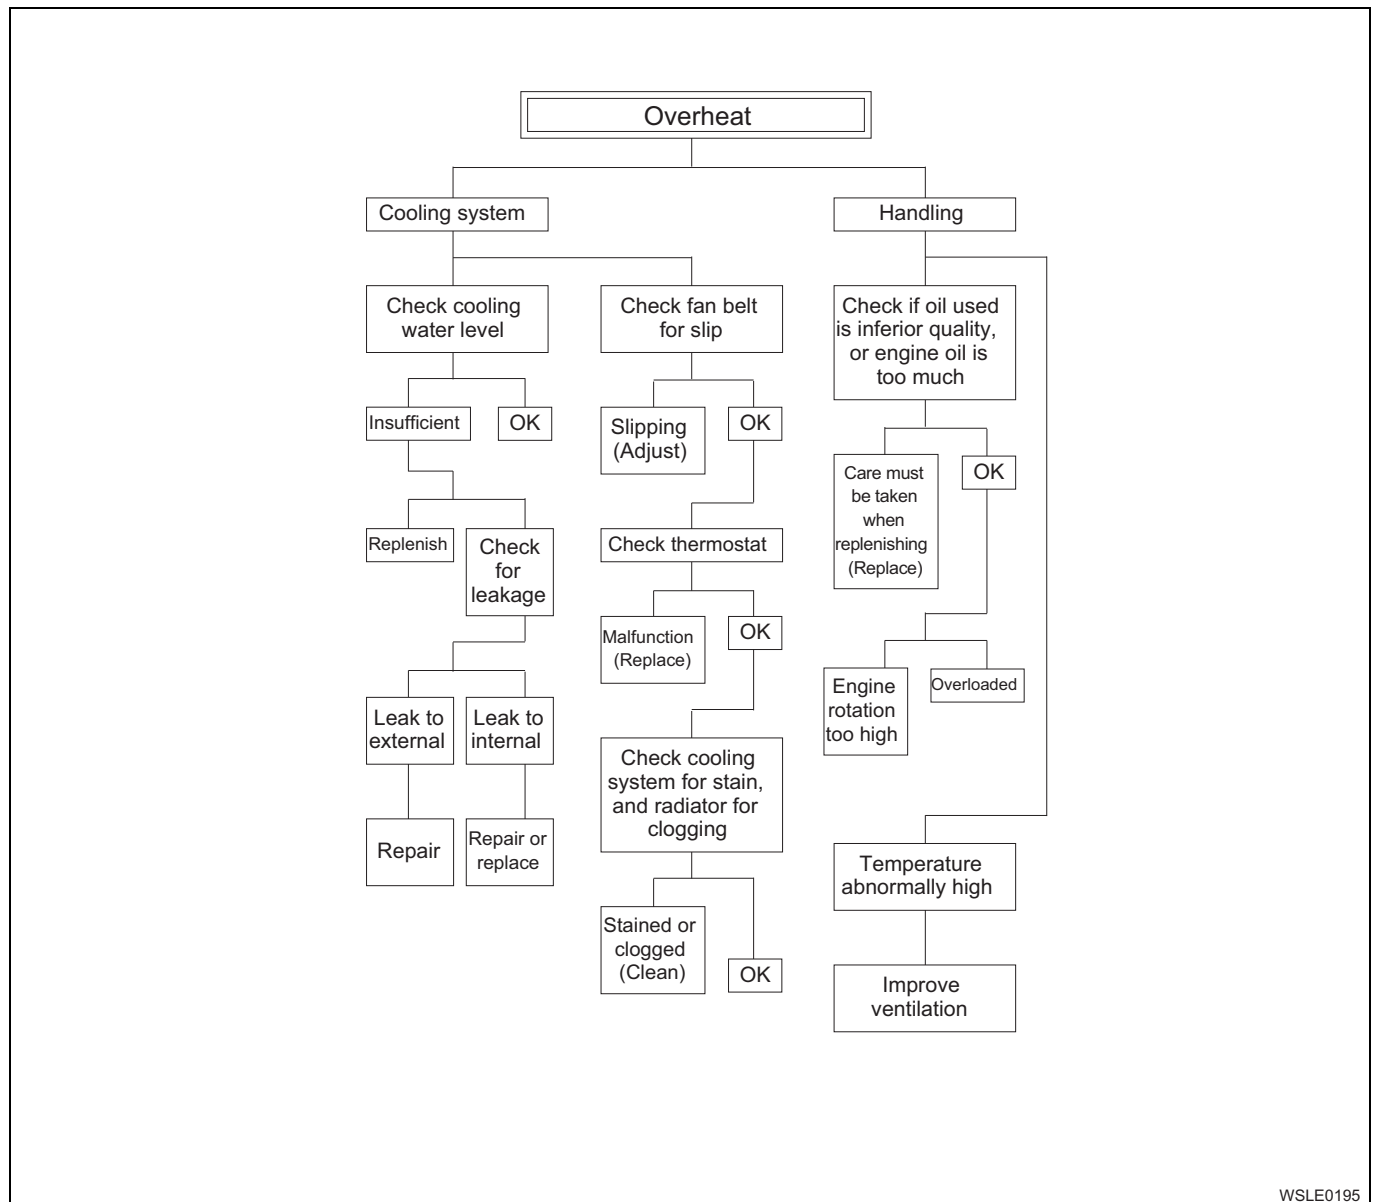 Overheat
Cooling system
Handling
Check cooling
water level
Check fan belt
for slip
Check if oil used
is inferior quality,
or engine oil is
too much
Insufficient
OK
Slipping
(Adjust)
OK
Care must
be taken
when
replenishing
(Replace)
OK
Replenish
Check
for
leakage
Check thermostat
Malfunction
(Replace)
OK
Engine
rotation
too high
Overloaded
Leak to
external
Leak to
internal
Check cooling
system for stain,
and radiator for
clogging
Repair
Repair or
replace
Temperature
abnormally high
Stained or
clogged
(Clean)
OK
Improve
ventilation
WSLE0195